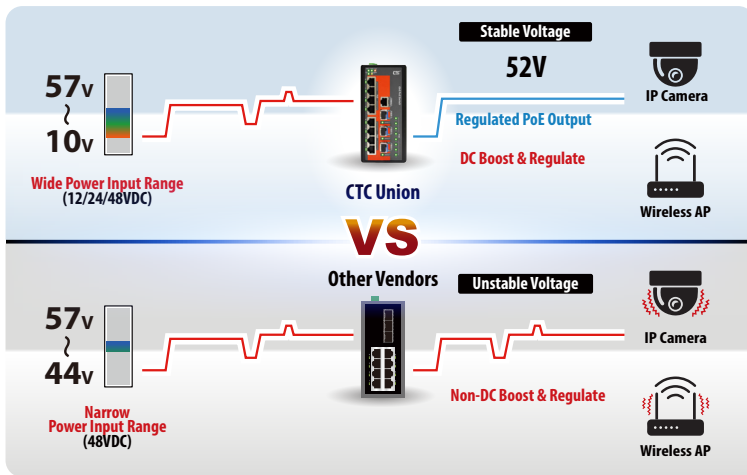 57v
~
10v
Wide Power Input Range
(12/24/48VDC)
CTC
CTC Union
Stable Voltage
52V
Regulated PoE Output
DC Boost & Regulate
IP Camera
Wireless AP
VS
Other Vendors
57v
~
44v
Narrow
Power Input Range
(48VDC)
Unstable Voltage
Non-DC Boost & Regulate
IP Camera
Wireless AP